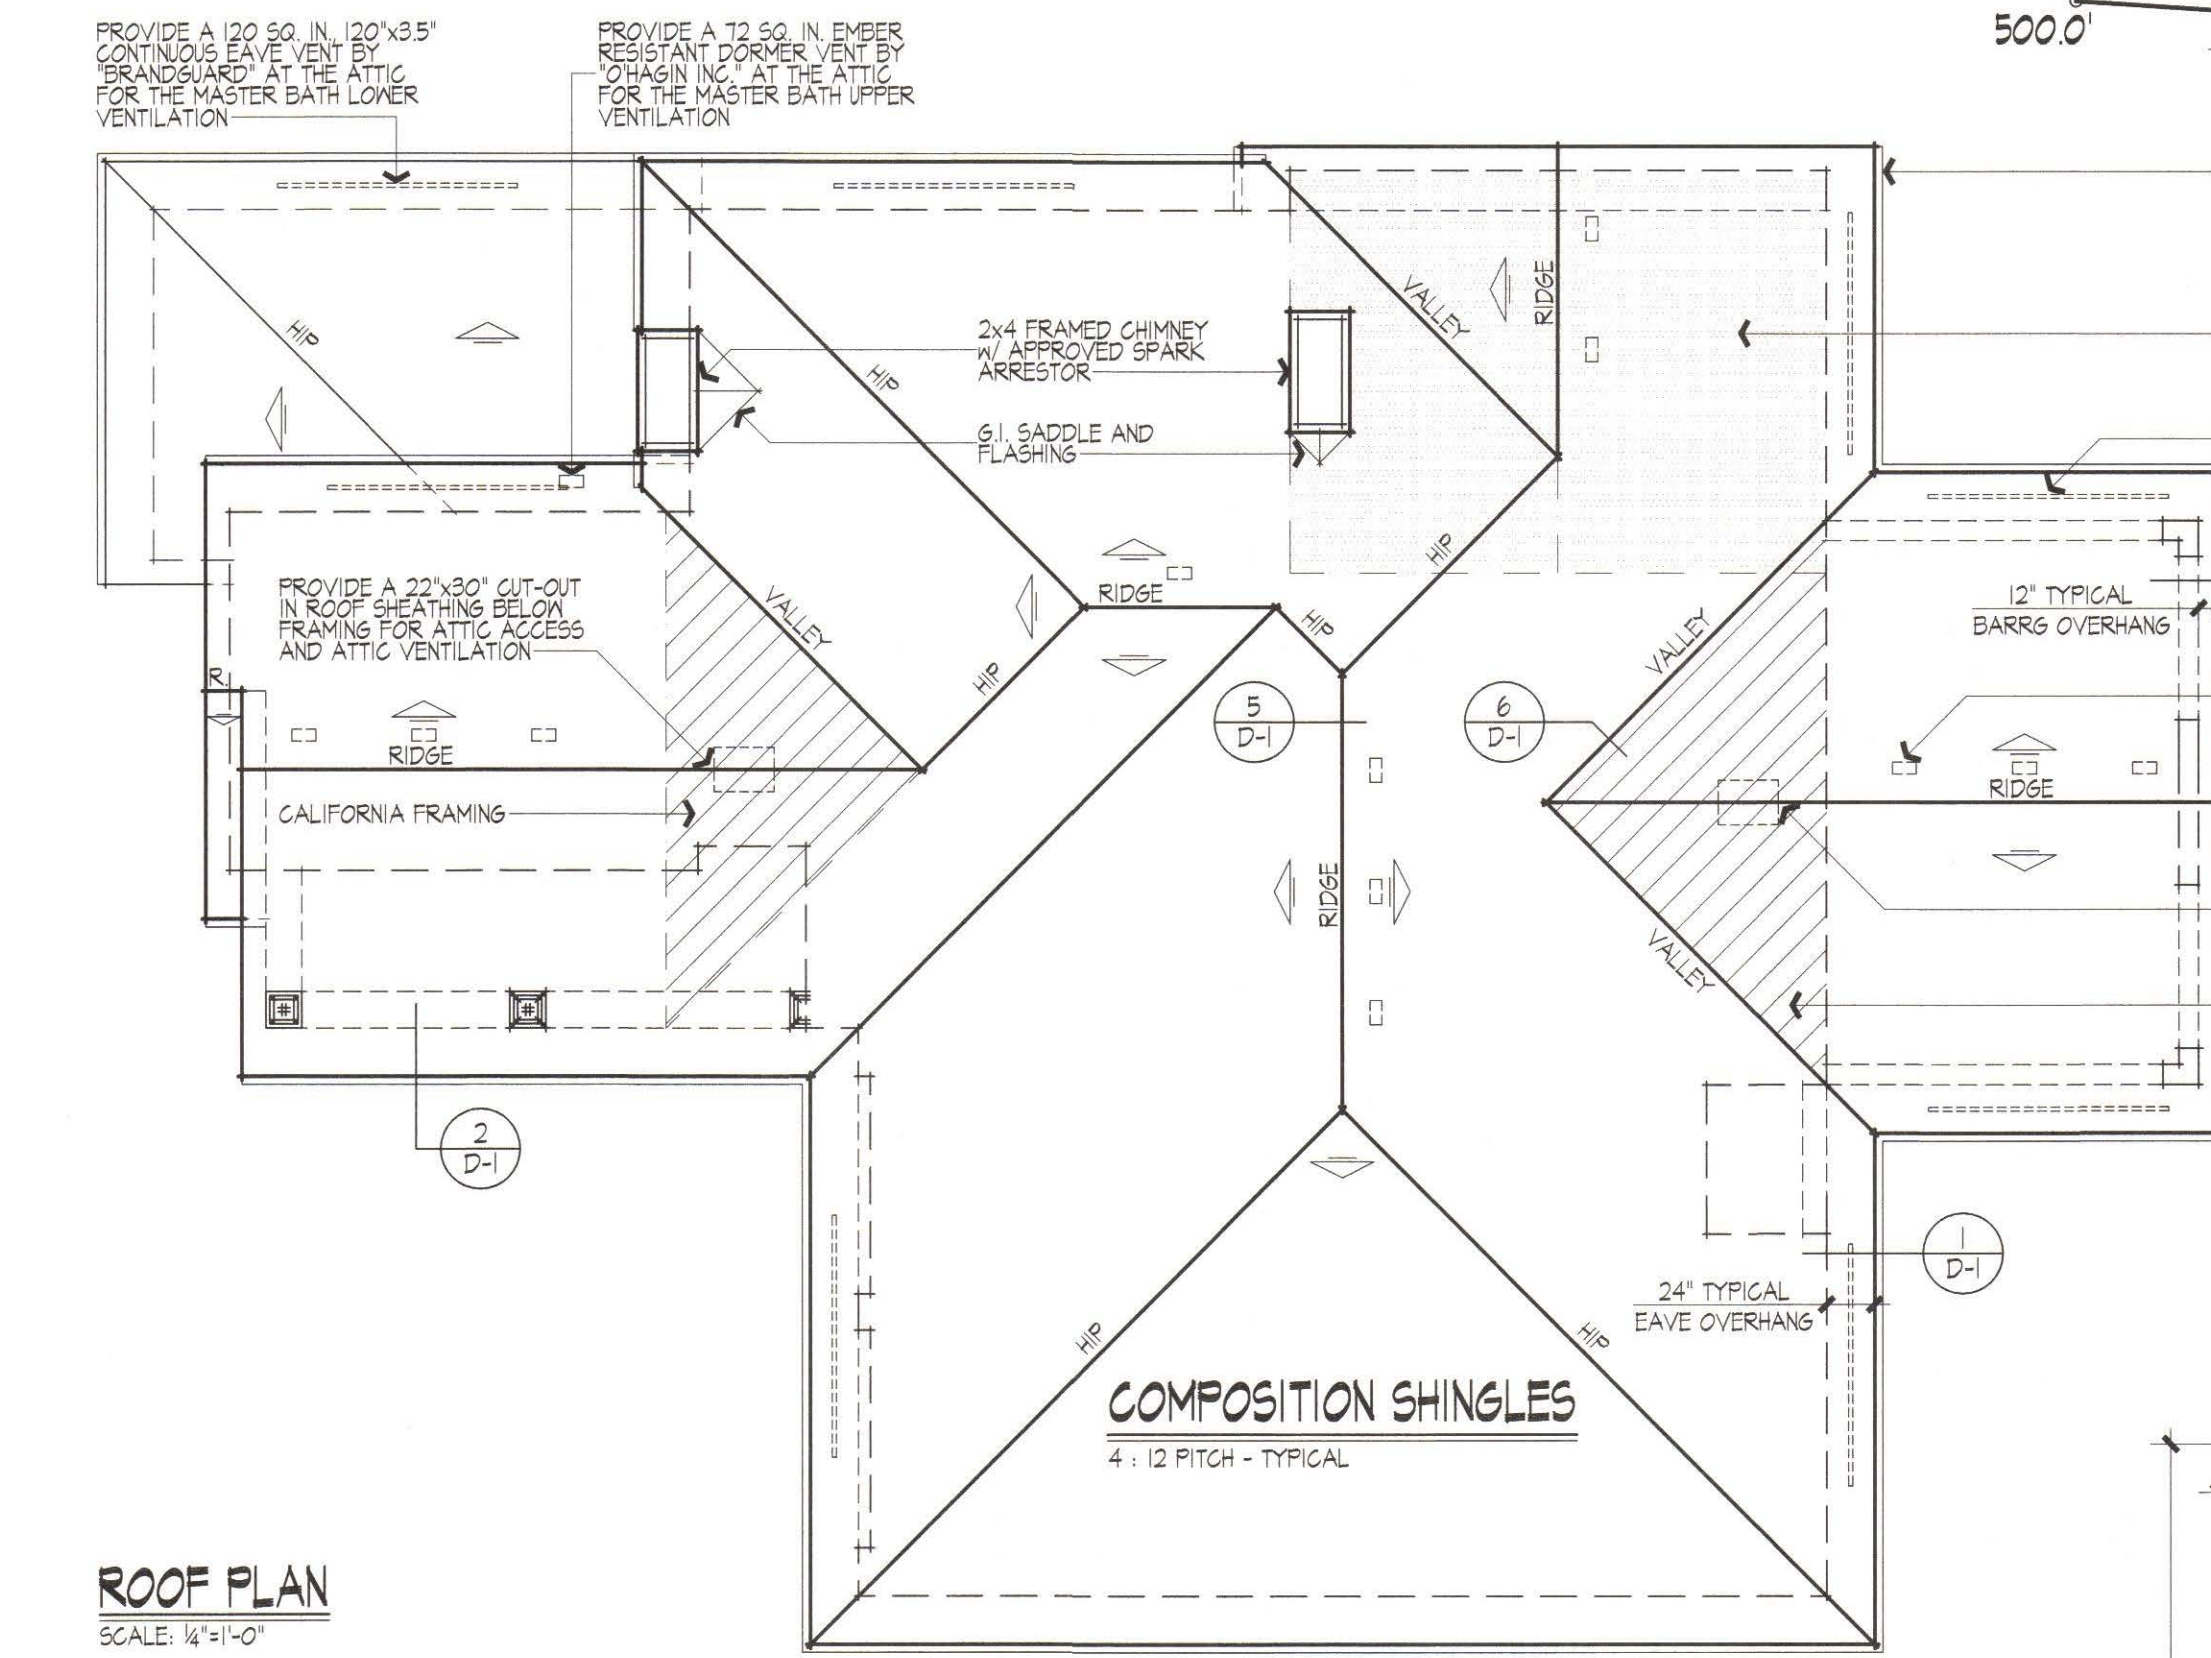 PROVIDE A 120 SQ. IN., 120"x3.5"
CONTINUOUS EAVE VENT BY
"BRANDGUARD" AT THE ATTIC
FOR THE MASTER BATH LOWER
VENTILATION
PROVIDE A 72 SQ. IN. EMBER
RESISTANT DORMER VENT BY
"O'HAGIN INC." AT THE ATTIC
FOR THE MASTER BATH UPPER
VENTILATION
500.0'
HIP
HIP
2x4 FRAMED CHIMNEY
W/ APPROVED SPARK
ARRESTOR
G.I. SADDLE AND
FLASHING
VALLEY
RIDGE
HIP
PROVIDE A 22"x30" CUT-OUT
IN ROOF SHEATHING BELOW
FRAMING FOR ATTIC ACCESS
AND ATTIC VENTILATION
VALLEY
RIDGE
HIP
HIP
VALLEY
12" TYPICAL
BARRG OVERHANG
R.
5
D-1
6
D-1
RIDGE
RIDGE
CALIFORNIA FRAMING
RIDGE
VALLEY
2
D-1
1
D-1
24" TYPICAL
EAVE OVERHANG
HIP
HIP
COMPOSITION SHINGLES
4 : 12 PITCH - TYPICAL
ROOF PLAN
SCALE: 1/4"=1'-0"